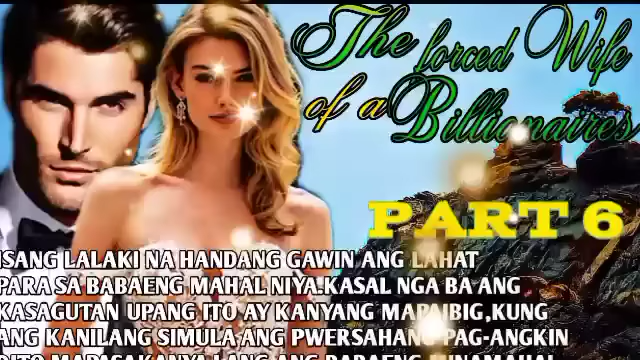 The forced Wife
of a Billionaires
PART 6
ISANG LALAKI NA HANDANG GAWIN ANG LAHAT
PARA SA BABAENG MAHAL NIYA.KASAL NGA BA ANG
KASAGUTAN UPANG ITO AY KANYANG MAPAIBIG,KUNG
ANG KANILANG SIMULA ANG PWERSAHANG PAG-ANGKIN
DITO MAPASAKANYA LANG ANG BABAENG